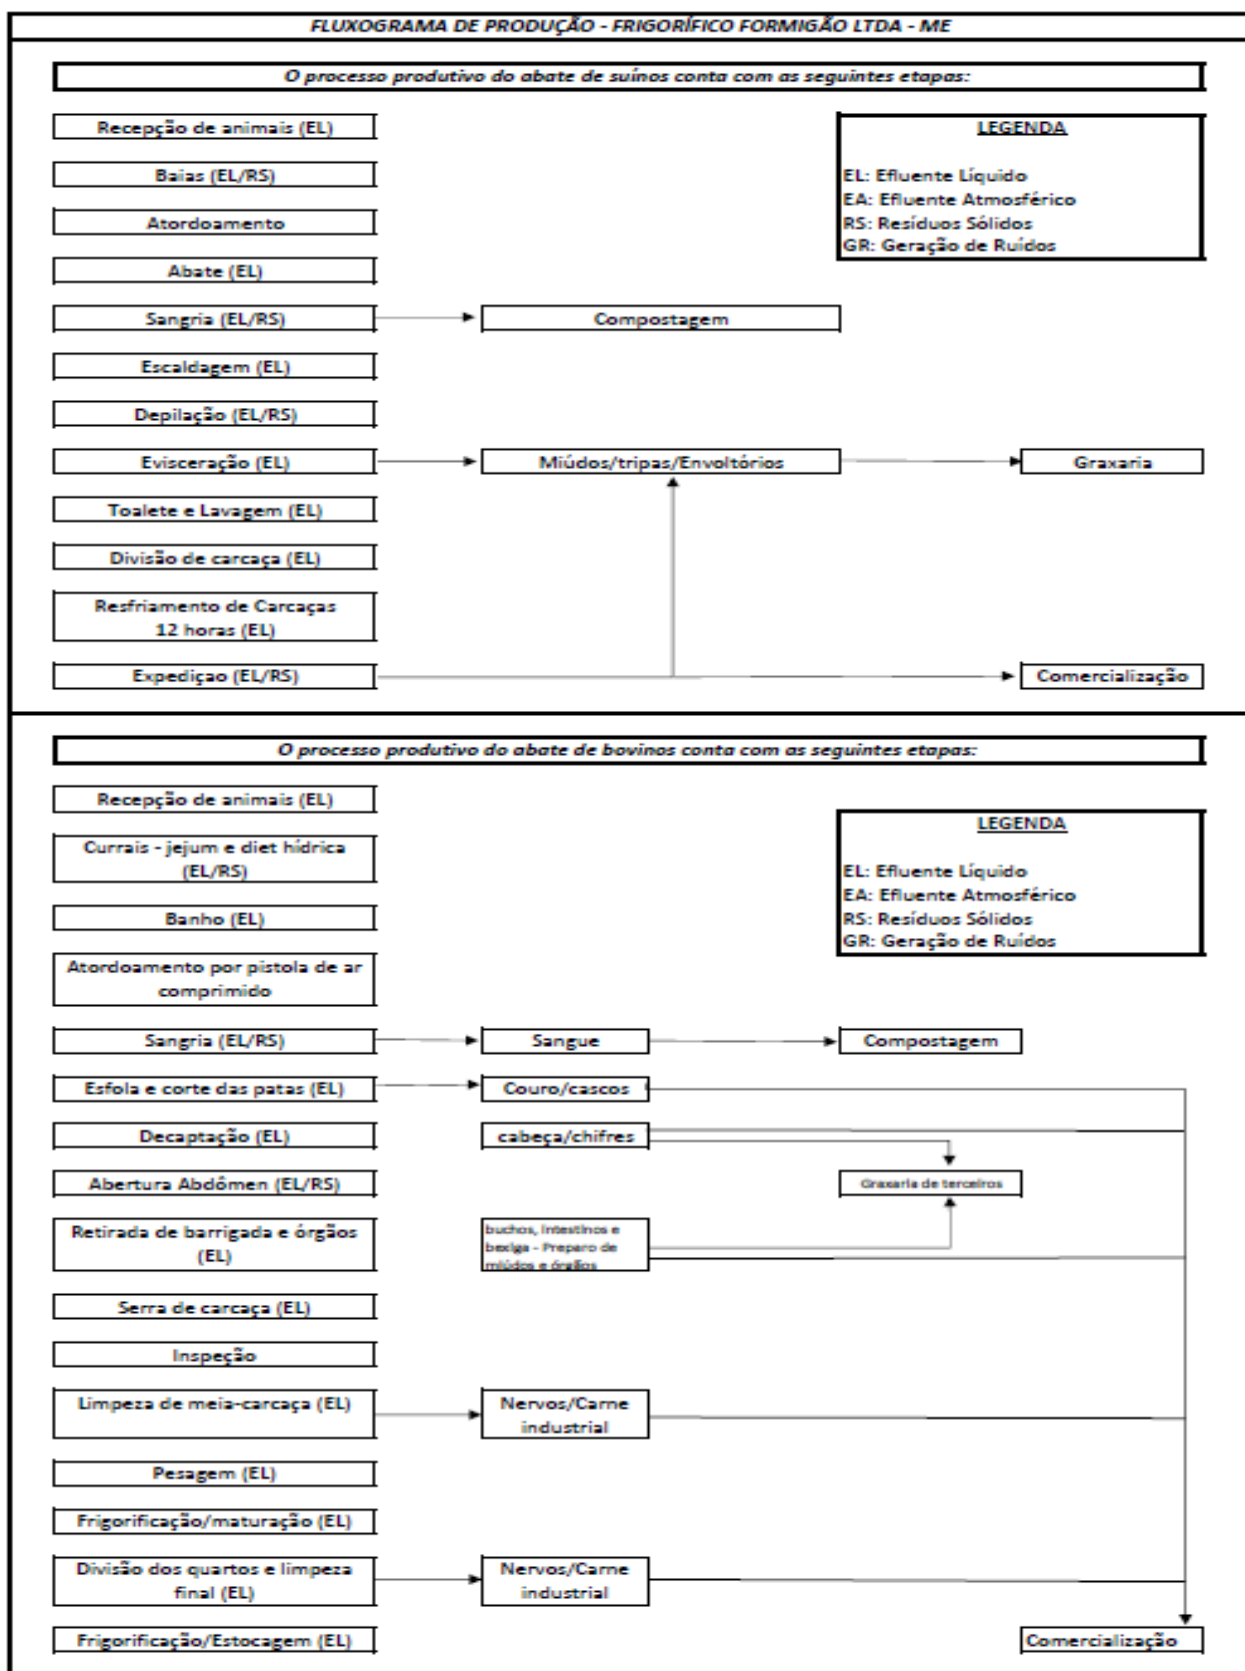 FLUXOGRAMA DE PRODUÇÃO - FRIGORÍFICO FORMIGÃO LTDA - ME
O processo produtivo do abate de suínos conta com as seguintes etapas:
Recepção de animais (EL)
LEGENDA
EL: Efluente Líquido
EA: Efluente Atmosférico
RS: Resíduos Sólidos
GR: Geração de Ruídos
Baias (EL/RS)
Atordoamento
Abate (EL)
Sangria (EL/RS)
Compostagem
Escaldagem (EL)
Depilação (EL/RS)
Evisceração (EL)
Miúdos/tripas/Envoltórios
Graxaria
Toalete e Lavagem (EL)
Divisão de carcaça (EL)
Resfriamento de Carcaças
12 horas (EL)
Expediçao (EL/RS)
Comercialização
O processo produtivo do abate de bovinos conta com as seguintes etapas:
Recepção de animais (EL)
LEGENDA
EL: Efluente Líquido
EA: Efluente Atmosférico
RS: Resíduos Sólidos
GR: Geração de Ruídos
Currais - jejum e diet hídrica
(EL/RS)
Banho (EL)
Atordoamento por pistola de ar
comprimido
Sangria (EL/RS)
Sangue
Compostagem
Esfola e corte das patas (EL)
Couro/cascos
Decaptação (EL)
cabeça/chifres
Abertura Abdômen (EL/RS)
Graxaria de terceiros
Retirada de barrigada e órgãos
(EL)
buchos, intestinos e
bexiga - Preparo de
miúdos e órgãos
Serra de carcaça (EL)
Inspeção
Limpeza de meia-carcaça (EL)
Nervos/Carne
industrial
Pesagem (EL)
Frigorificação/maturação (EL)
Divisão dos quartos e limpeza
final (EL)
Nervos/Carne
industrial
Frigorificação/Estocagem (EL)
Comercialização